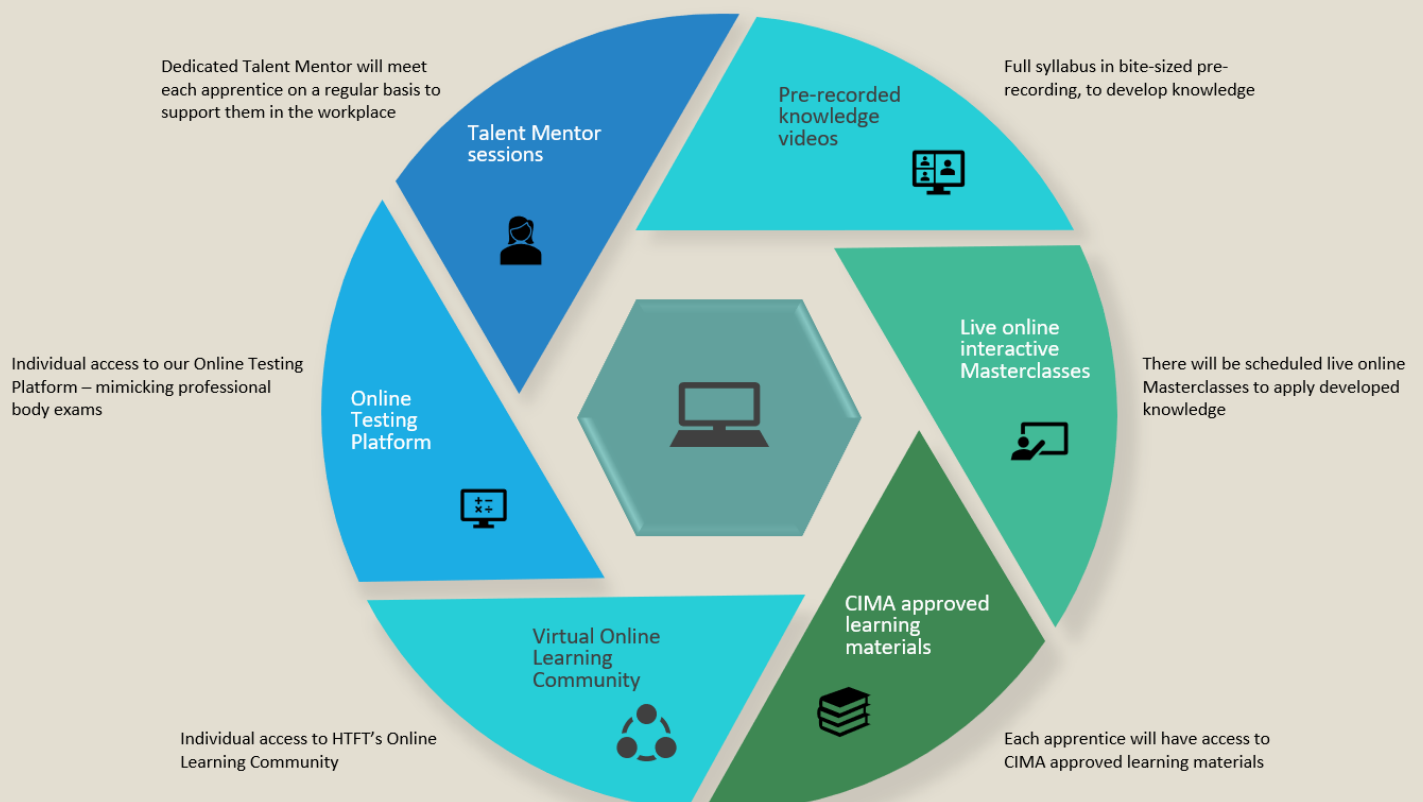 Dedicated Talent Mentor will meet
each apprentice on a regular basis to
support them in the workplace
Talent Mentor
sessions
Pre-recorded
knowledge
videos
Full syllabus in bite-sized pre-
recording, to develop knowledge
Live online
interactive
Masterclasses
There will be scheduled live online
Masterclasses to apply developed
knowledge
CIMA approved
learning
materials
Each apprentice will have access to
CIMA approved learning materials
Virtual Online
Learning
Community
Individual access to HTFT’s Online
Learning Community
Online
Testing
Platform
Individual access to our Online Testing
Platform – mimicking professional
body exams